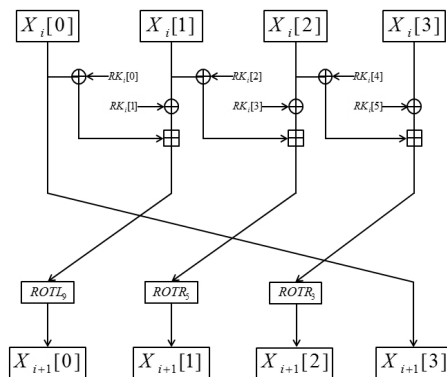 X_i[0] X_i[1] X_i[2] X_i[3]
RK_i[0] RK_i[2] RK_i[4]
RK_i[1] RK_i[3] RK_i[5]
ROTL_9 ROTR_5 ROTR_3
X_{i+1}[0] X_{i+1}[1] X_{i+1}[2] X_{i+1}[3]